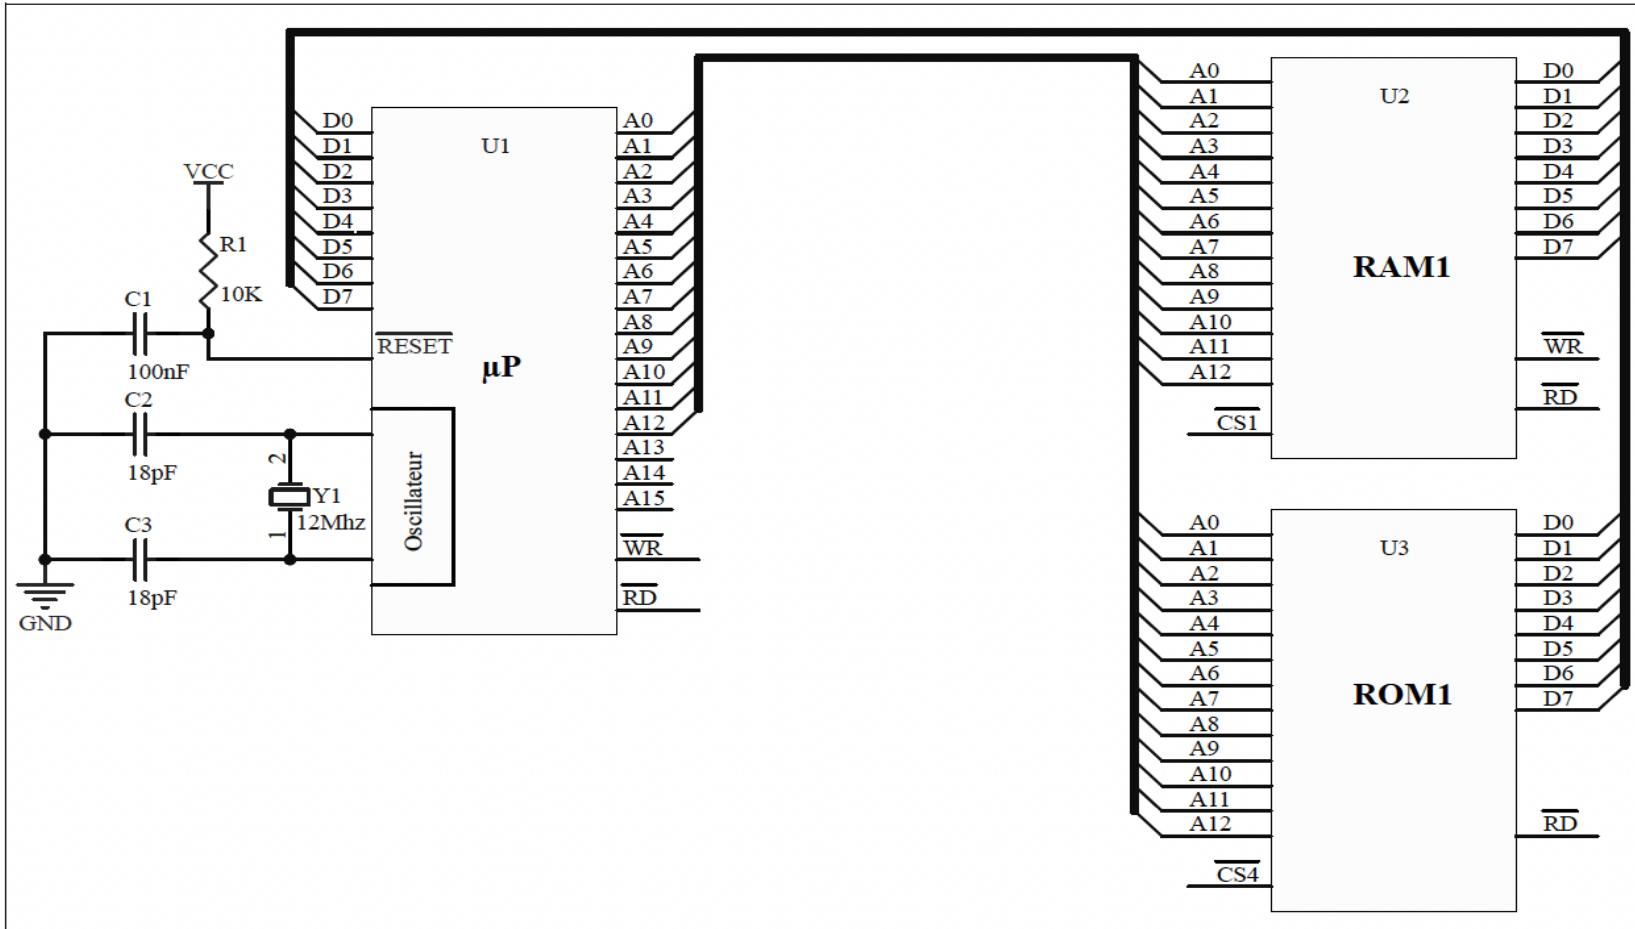 VCC
R1
10K
C1
100nF
C2
18pF
C3
18pF
GND
2
Y1
12Mhz
1
D0
D1
D2
D3
D4
D5
D6
D7
RESET
Oscillateur
U1
µP
A0
A1
A2
A3
A4
A5
A6
A7
A8
A9
A10
A11
A12
A13
A14
A15
WR
RD
A0
A1
A2
A3
A4
A5
A6
A7
A8
A9
A10
A11
A12
CS1
U2
RAM1
D0
D1
D2
D3
D4
D5
D6
D7
WR
RD
A0
A1
A2
A3
A4
A5
A6
A7
A8
A9
A10
A11
A12
CS4
U3
ROM1
D0
D1
D2
D3
D4
D5
D6
D7
RD